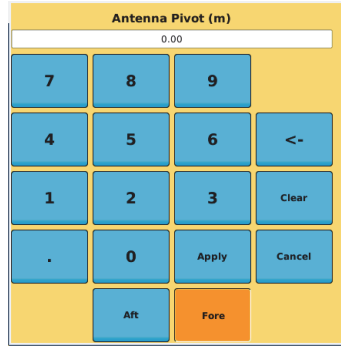 Antenna Pivot (m)
0.00
7 8 9
4 5 6 <-
1 2 3 Clear
. 0 Apply Cancel
Aft Fore